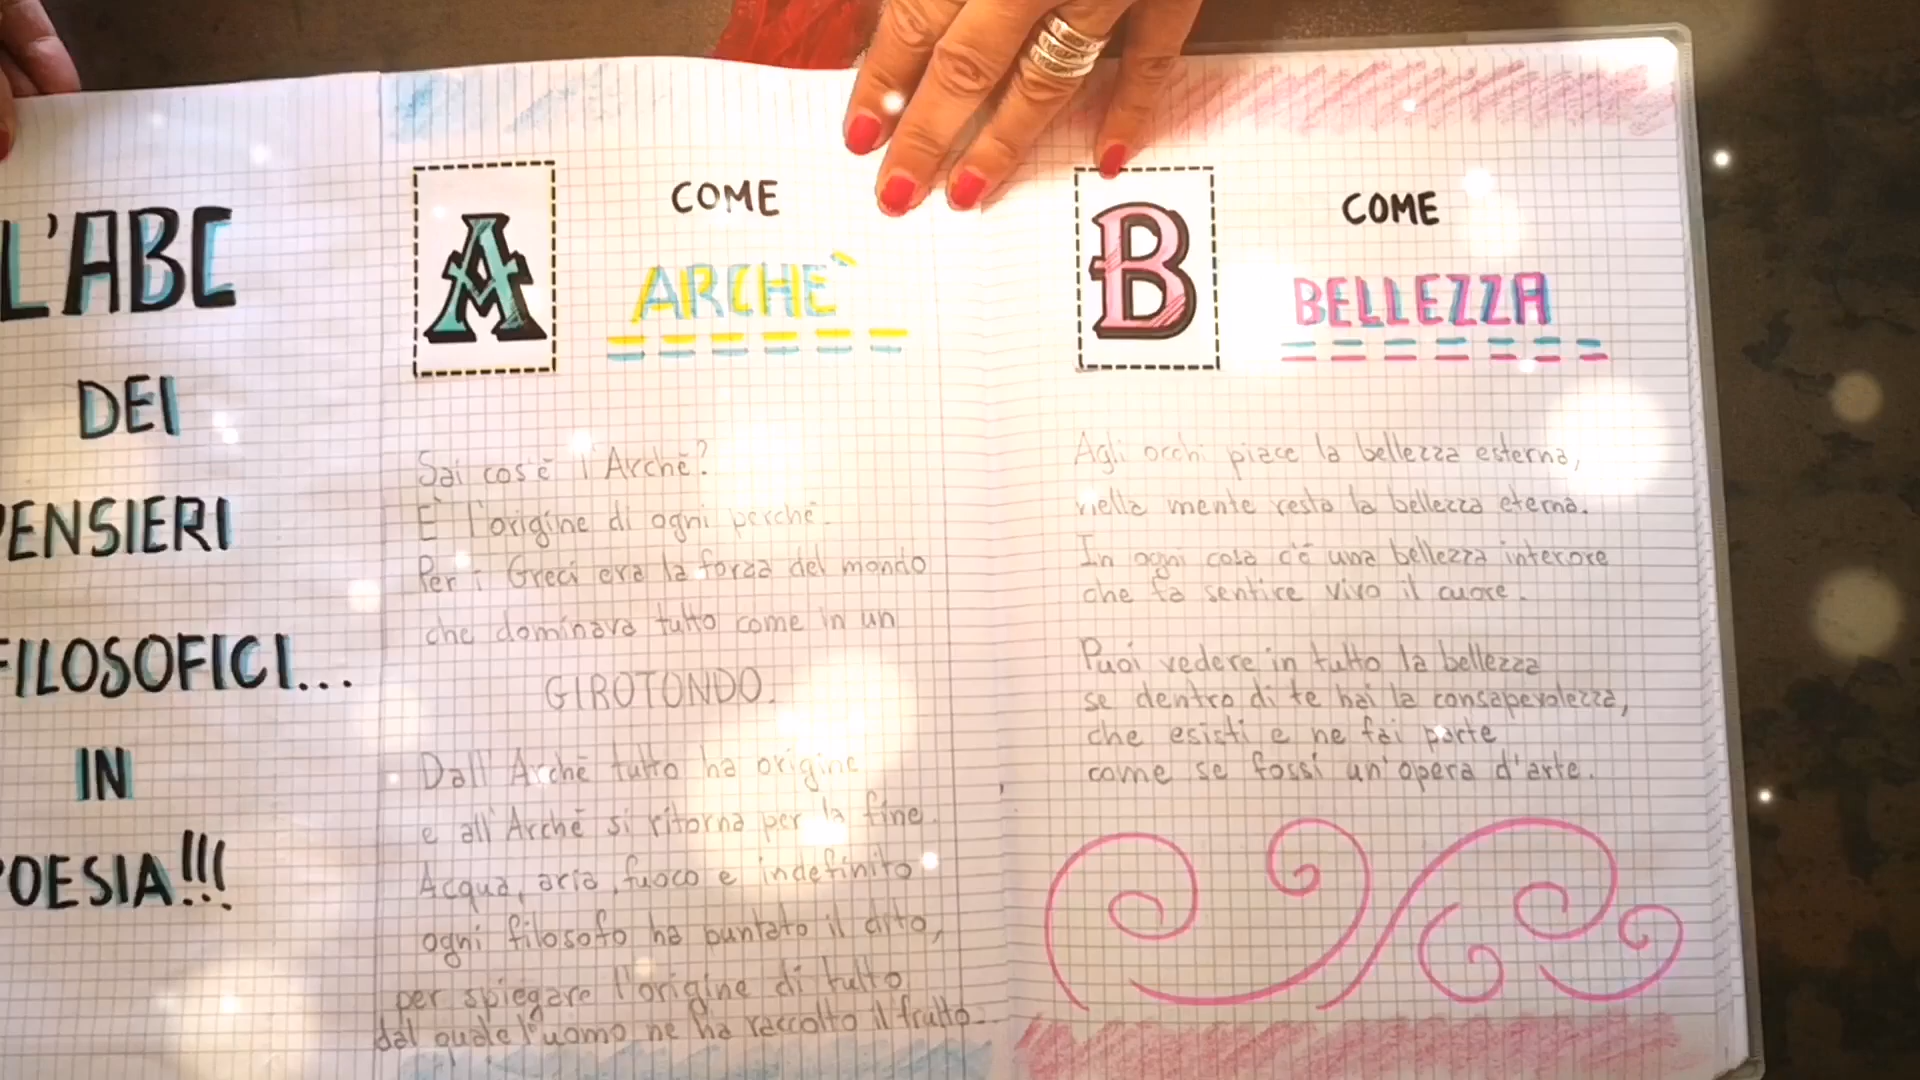 L'ABC
DEI
PENSIERI
FILOSOFICI...
IN
POESIA!!!
A
COME
ARCHÈ
Sai cos'è l'Archè?
È l'origine di ogni perché.
Per i Greci era la forza del mondo
che dominava tutto come in un
GIROTONDO.
Dall'Archè tutto ha origine
e all'Archè si ritorna per la fine.
Acqua, aria, fuoco e indefinito
ogni filosofo ha puntato il dito,
per spiegare l'origine di tutto
dal quale l'uomo ne ha raccolto il frutto.
B
COME
BELLEZZA
Agli occhi piace la bellezza esterna,
nella mente resta la bellezza eterna.
In ogni cosa c'è una bellezza interiore
che fa sentire vivo il cuore.
Puoi vedere in tutto la bellezza
se dentro di te hai la consapevolezza,
che esisti e ne fai parte
come se fossi un'opera d'arte.